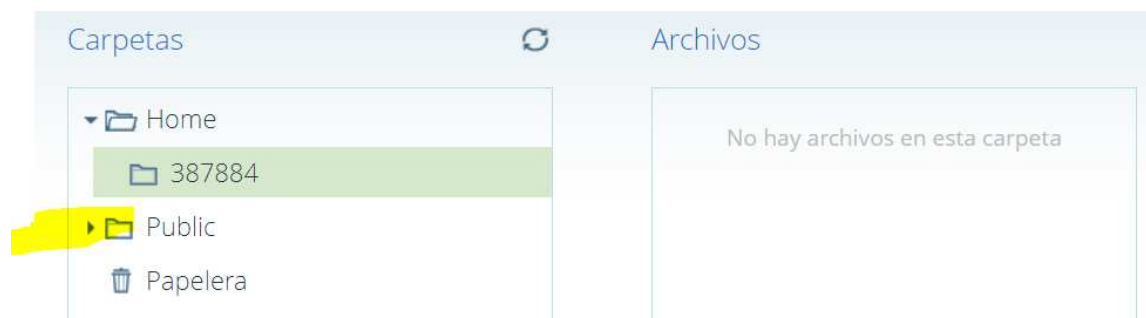 Carpetas
Archivos
Home
387884
Public
Papelera
No hay archivos en esta carpeta